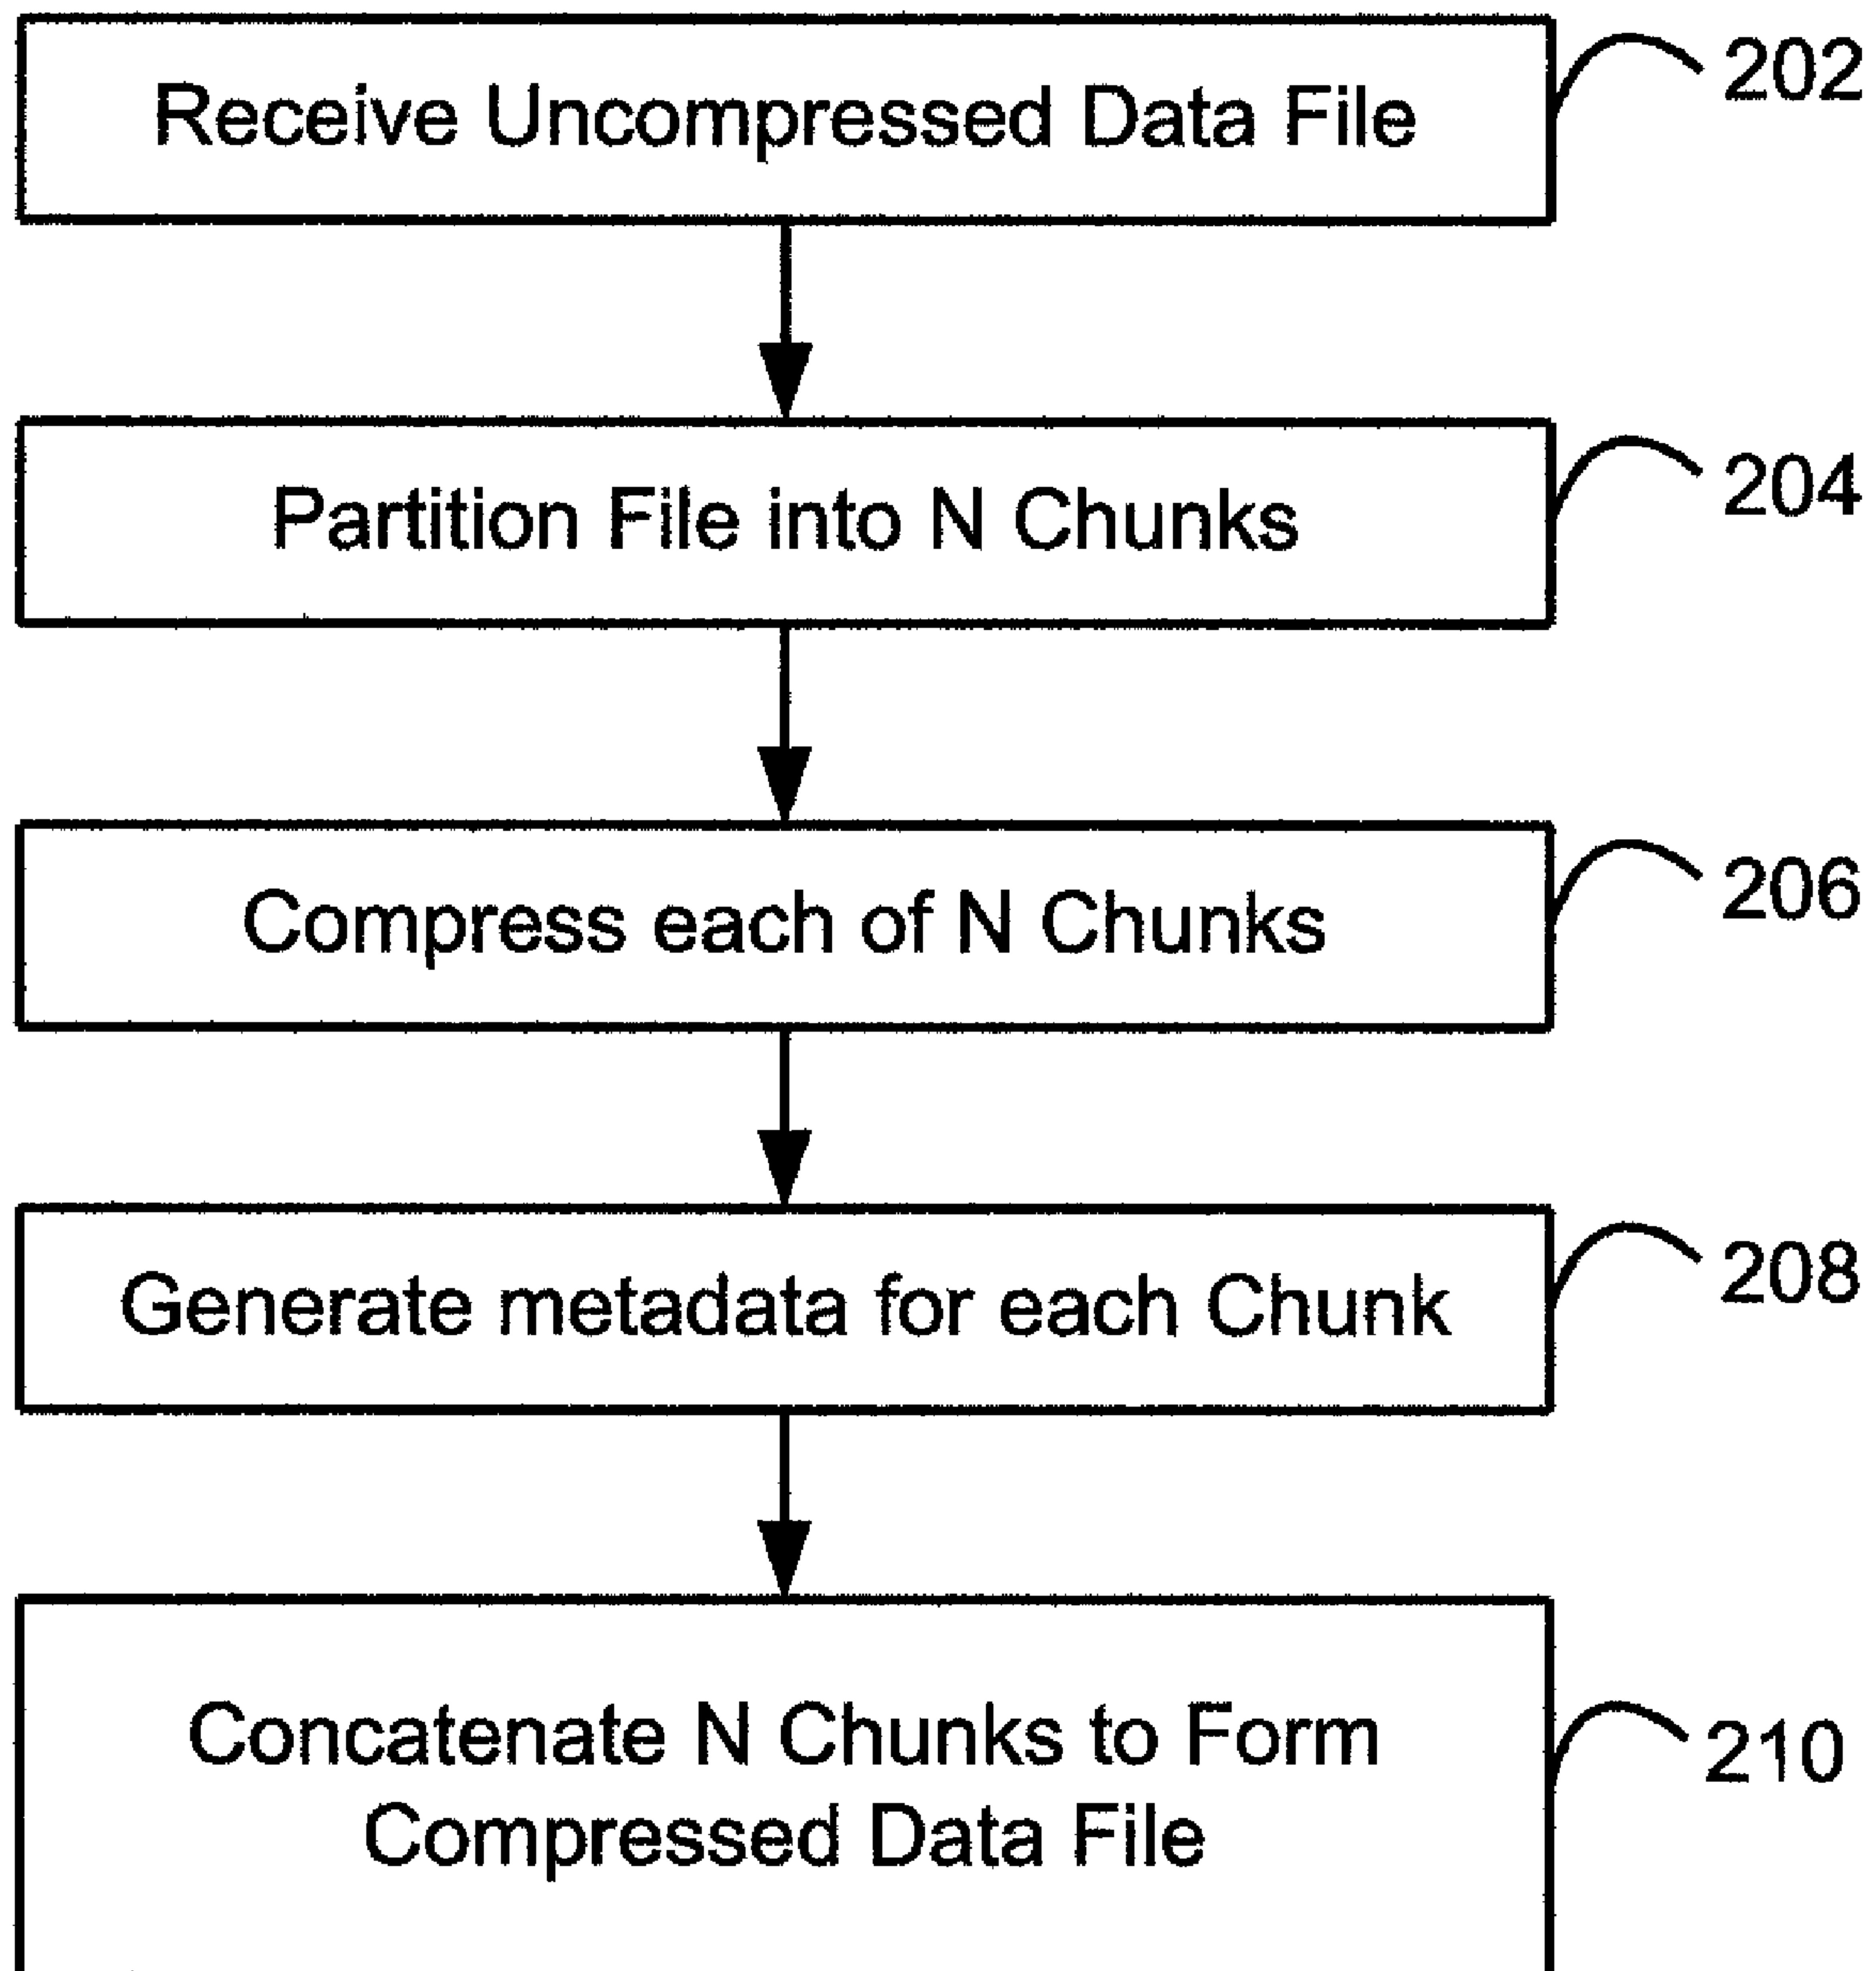 Receive Uncompressed Data File
202
Partition File into N Chunks
204
Compress each of N Chunks
206
Generate metadata for each Chunk
208
Concatenate N Chunks to Form
Compressed Data File
210